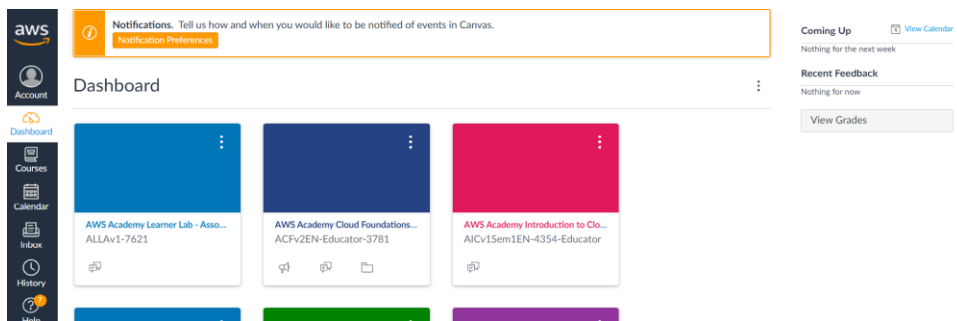 aws
Account
Dashboard
Courses
Calendar
Inbox
History
7
Help
Notifications. Tell us how and when you would like to be notified of events in Canvas.
Notification Preferences
Dashboard
AWS Academy Learner Lab - Asso...
ALLAv1-7621
AWS Academy Cloud Foundations...
ACFv2EN-Educator-3781
AWS Academy Introduction to Clo...
AICv1Sem1EN-4354-Educator
Coming Up
View Calendar
Nothing for the next week
Recent Feedback
Nothing for now
View Grades